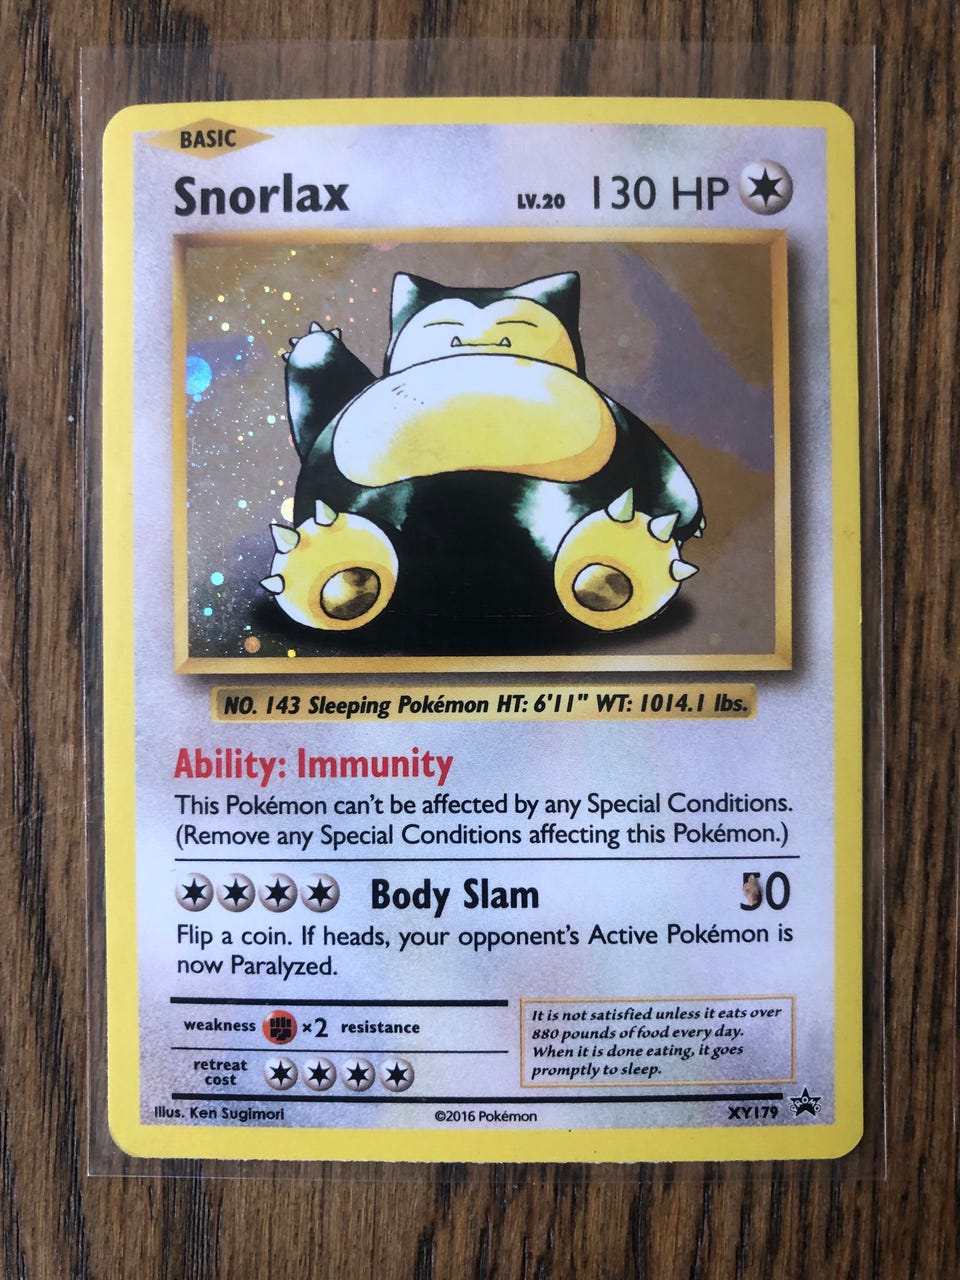 BASIC
Snorlax LV.20 130 HP
NO. 143 Sleeping Pokémon HT: 6'11" WT: 1014.1 lbs.
Ability: Immunity
This Pokémon can't be affected by any Special Conditions.
(Remove any Special Conditions affecting this Pokémon.)
Body Slam
Flip a coin. If heads, your opponent's Active Pokémon is
now Paralyzed.
weakness ×2 resistance
retreat
cost
It is not satisfied unless it eats over
880 pounds of food every day.
When it is done eating, it goes
promptly to sleep.
Illus. Ken Sugimori ©2016 Pokémon XY179 PROMO